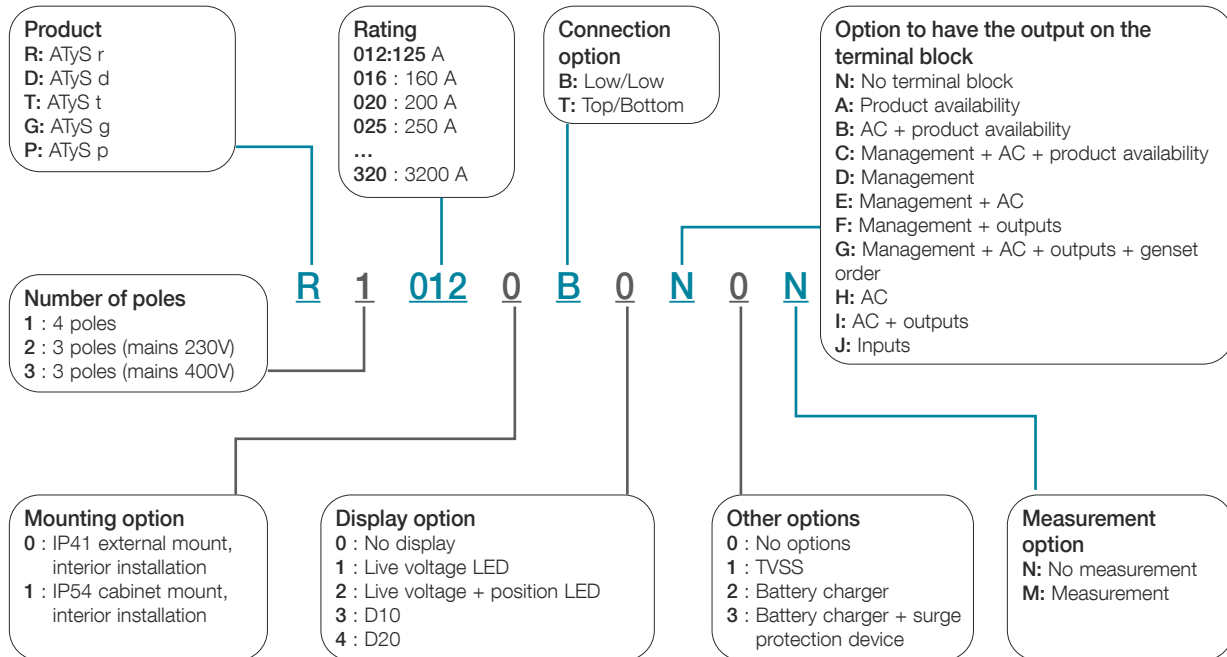 Product
R: ATyS r
D: ATyS d
T: ATyS t
G: ATyS g
P: ATyS p
Rating
012:125 A
016 : 160 A
020 : 200 A
025 : 250 A
...
320 : 3200 A
Connection
option
B: Low/Low
T: Top/Bottom
Option to have the output on the
terminal block
N: No terminal block
A: Product availability
B: AC + product availability
C: Management + AC + product availability
D: Management
E: Management + AC
F: Management + outputs
G: Management + AC + outputs + genset
order
H: AC
I: AC + outputs
J: Inputs
R 1 012 0 B 0 N 0 N
Number of poles
1 : 4 poles
2 : 3 poles (mains 230V)
3 : 3 poles (mains 400V)
Mounting option
0 : IP41 external mount,
interior installation
1 : IP54 cabinet mount,
interior installation
Display option
0 : No display
1 : Live voltage LED
2 : Live voltage + position LED
3 : D10
4 : D20
Other options
0 : No options
1 : TVSS
2 : Battery charger
3 : Battery charger + surge
protection device
Measurement
option
N: No measurement
M: Measurement